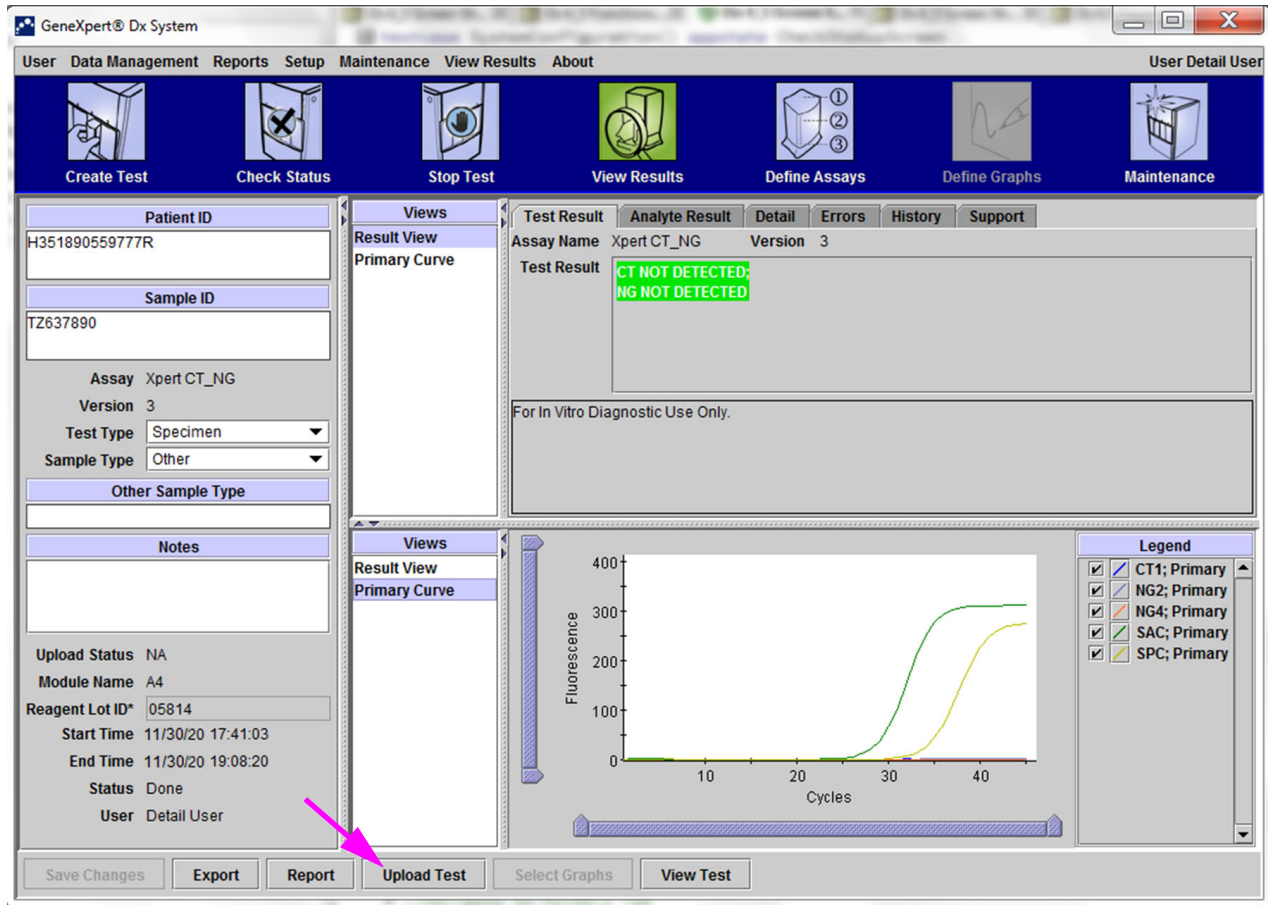 GeneXpert® Dx System
User Data Management Reports Setup Maintenance View Results About User Detail User
① 
②
③
Create Test Check Status Stop Test View Results Define Assays Define Graphs Maintenance
Patient ID
H351890559777R
Sample ID
TZ637890
Assay Xpert CT_NG
Version 3
Test Type Specimen
Sample Type Other
Other Sample Type
Notes
Upload Status NA
Module Name A4
Reagent Lot ID* 05814
Start Time 11/30/20 17:41:03
End Time 11/30/20 19:08:20
Status Done
User Detail User
Views
Result View
Primary Curve
Test Result Analyte Result Detail Errors History Support
Assay Name Xpert CT_NG Version 3
Test Result CT NOT DETECTED;
NG NOT DETECTED
For In Vitro Diagnostic Use Only.
Views
Result View
Primary Curve
400
300
200
100
0
Fluorescence
10 20 30 40
Cycles
Legend
CT1; Primary
NG2; Primary
NG4; Primary
SAC; Primary
SPC; Primary
Save Changes Export Report Upload Test Select Graphs View Test